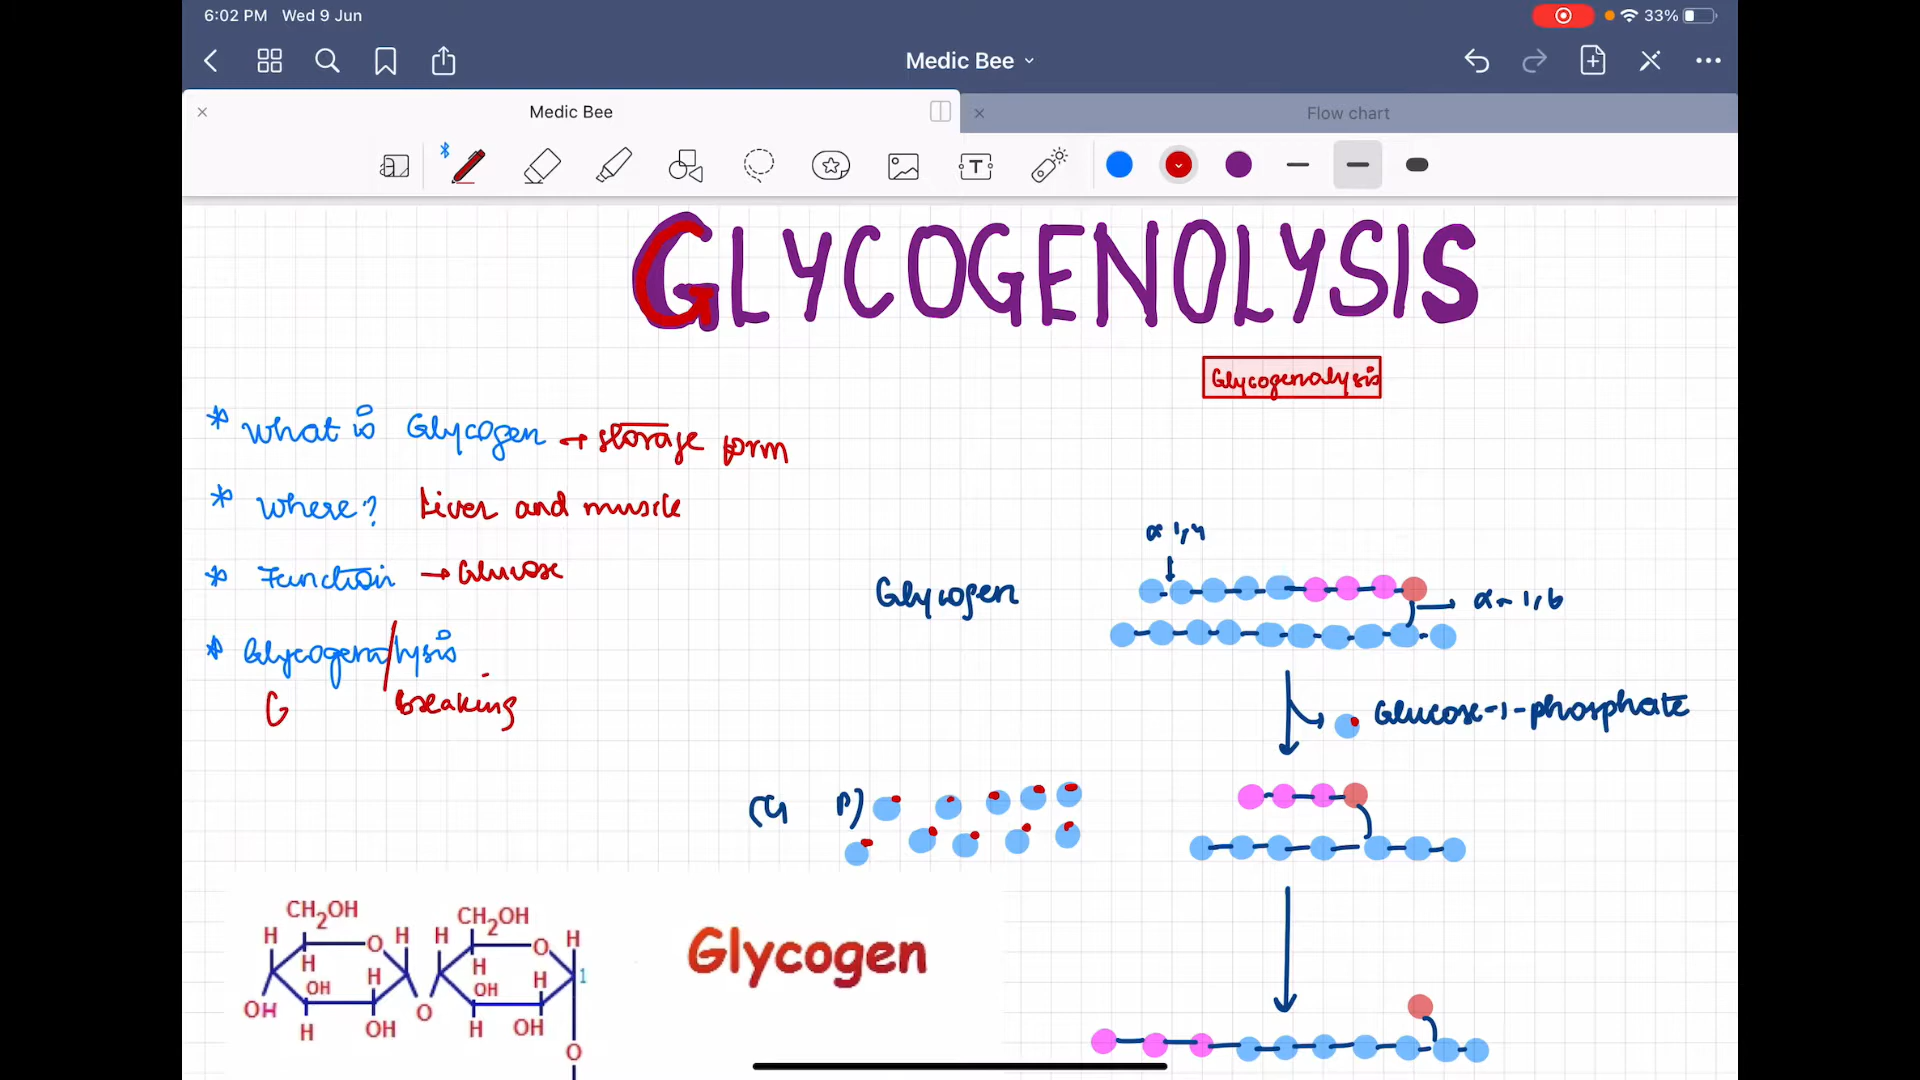 6:02 PM Wed 9 Jun
33%
Medic Bee
Medic Bee
Flow chart
GLYCOGENOLYSIS
Glycogenolysis
* What is Glycogen → storage form
* Where? Liver and muscle
* Function → Glucose
* Glycogeno/lysis
G breaking
α 1,4
Glycogen
α-1,6
Glucose-1-phosphate
(G P)
CH2OH CH2OH
H O H H O H
H H H H 1
OH OH
OH O
H OH H OH
O
Glycogen